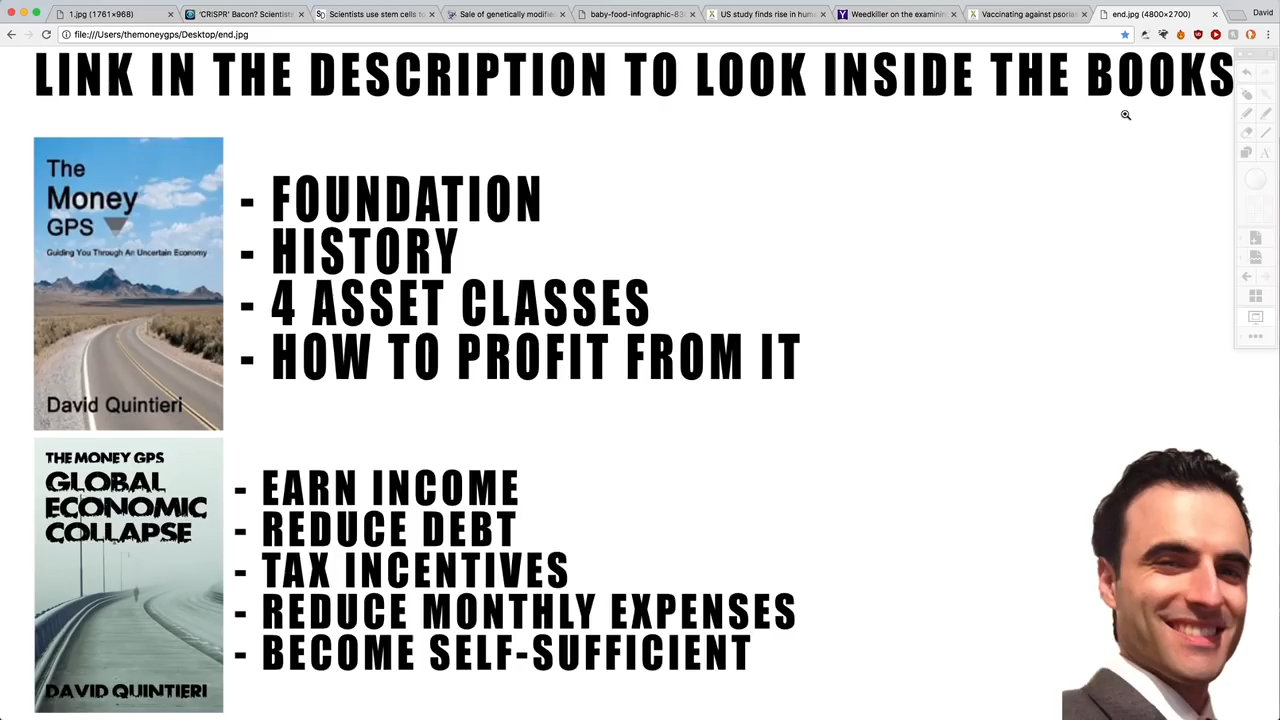 1.jpg (1761×968)
'CRISPR' Bacon? Scientists
Scientists use stem cells to
Sale of genetically modifie
baby-food-infographic-83
US study finds rise in huma
Weedkiller on the examinin
Vaccinating against psorias
end.jpg (4800×2700)
David
file:///Users/themoneygps/Desktop/end.jpg
LINK IN THE DESCRIPTION TO LOOK INSIDE THE BOOKS
The
Money
GPS
Guiding You Through An Uncertain Economy
David Quintieri
- FOUNDATION
- HISTORY
- 4 ASSET CLASSES
- HOW TO PROFIT FROM IT
THE MONEY GPS
GLOBAL
ECONOMIC
COLLAPSE
DAVID QUINTIERI
- EARN INCOME
- REDUCE DEBT
- TAX INCENTIVES
- REDUCE MONTHLY EXPENSES
- BECOME SELF-SUFFICIENT